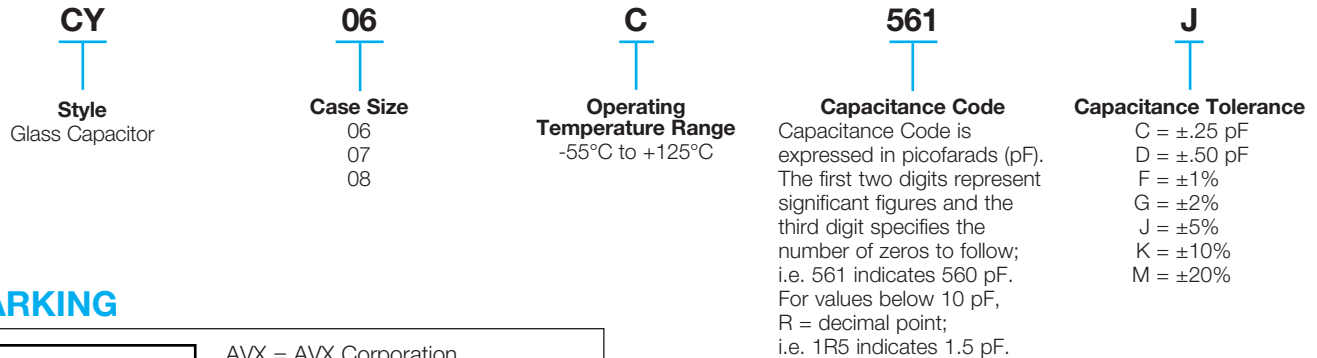 CY
06
C
561
J
Style
Glass Capacitor
Case Size
06
07
08
Operating
Temperature Range
-55°C to +125°C
Capacitance Code
Capacitance Code is
expressed in picofarads (pF).
The first two digits represent
significant figures and the
third digit specifies the
number of zeros to follow;
i.e. 561 indicates 560 pF.
For values below 10 pF,
R = decimal point;
i.e. 1R5 indicates 1.5 pF.
Capacitance Tolerance
C = ±.25 pF
D = ±.50 pF
F = ±1%
G = ±2%
J = ±5%
K = ±10%
M = ±20%
ARKING
AVX = AVX Corporation